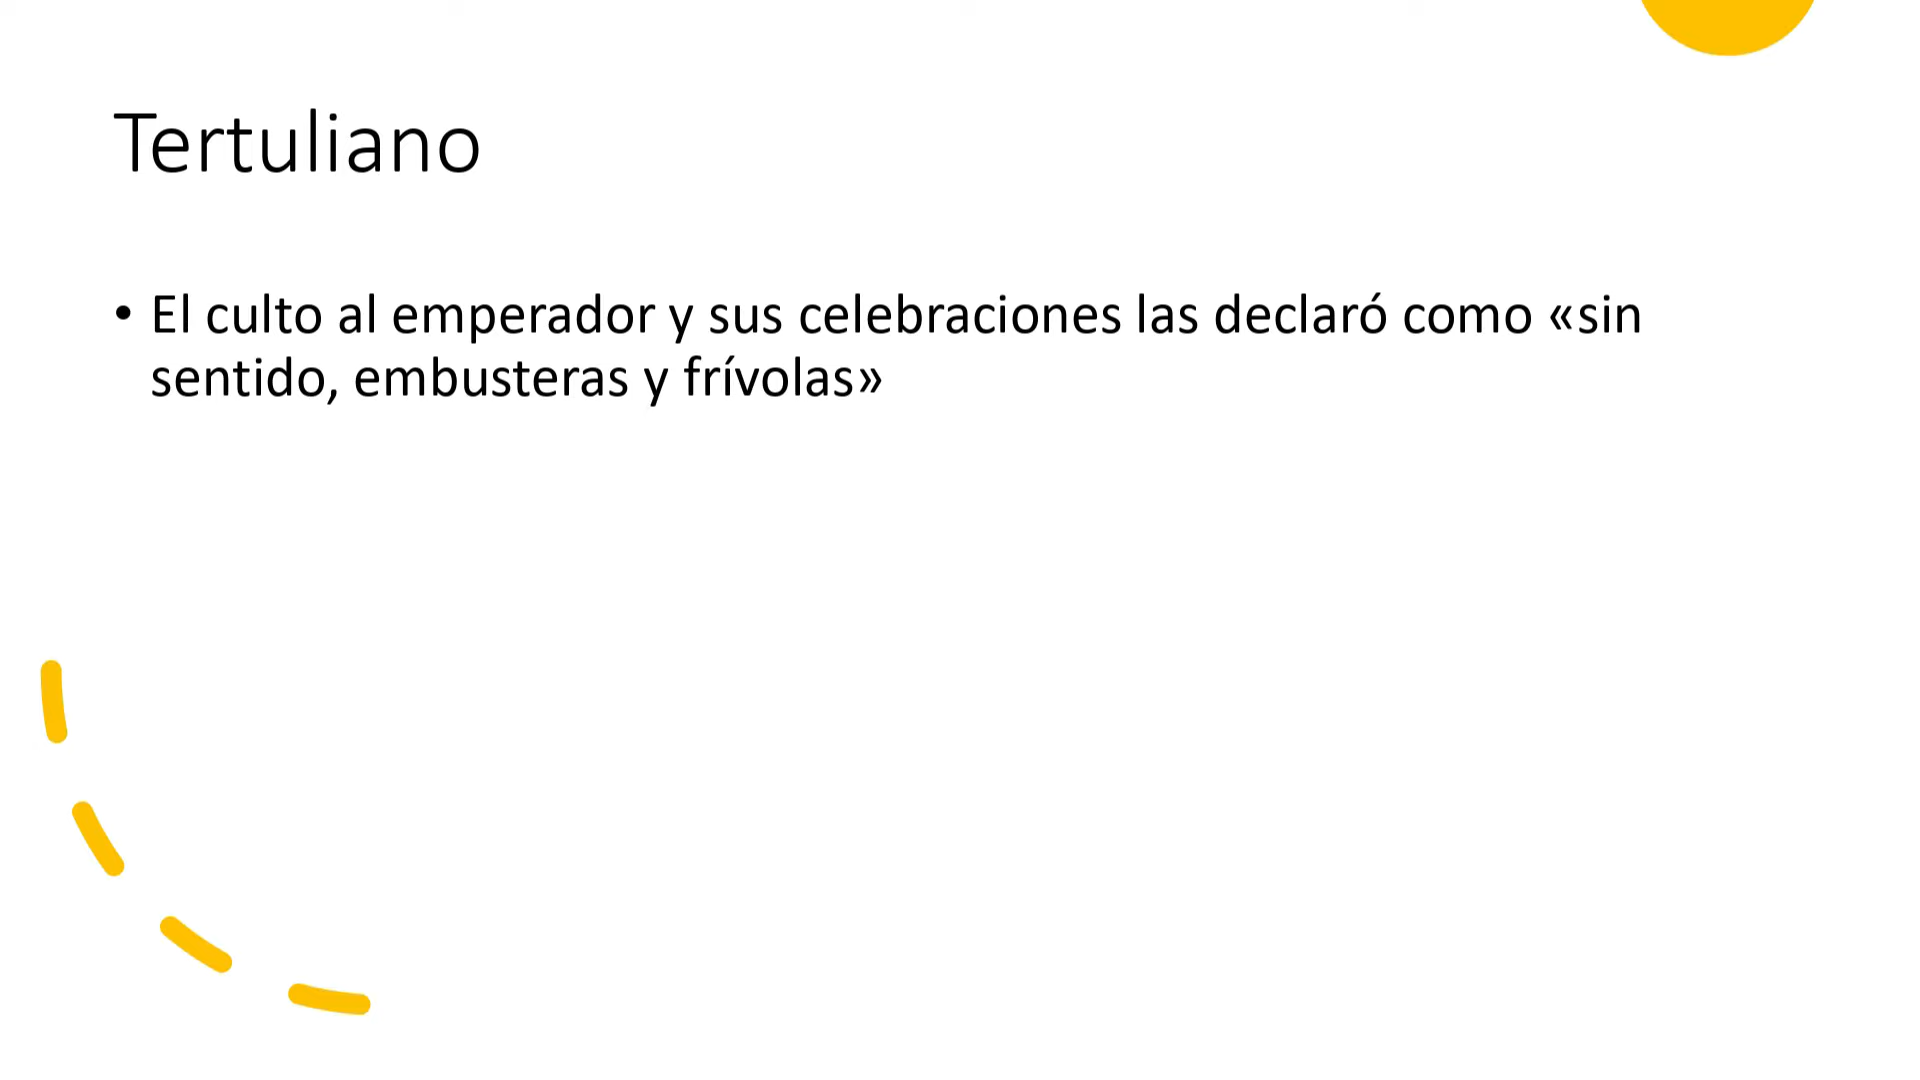 Tertuliano
• El culto al emperador y sus celebraciones las declaró como «sin
sentido, embusteras y frívolas»